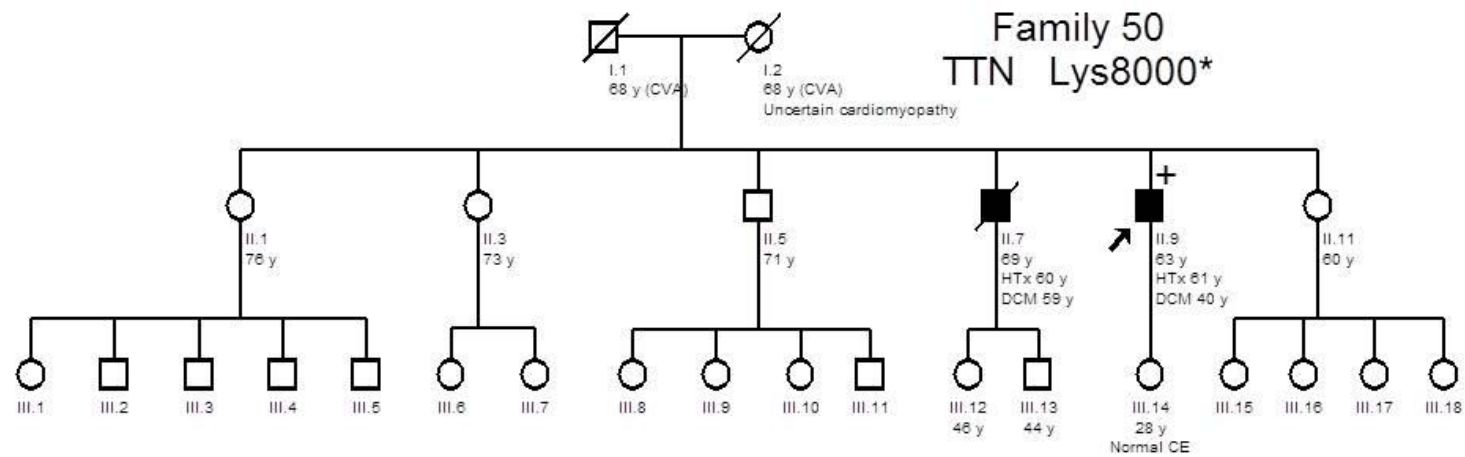 Family 50
TTN Lys8000*
I.1
68 y (CVA)
I.2
68 y (CVA)
Uncertain cardiomyopathy
+
II.1
76 y
II.3
73 y
II.5
71 y
II.7
69 y
HTx 60 y
DCM 59 y
II.9
63 y
HTx 61 y
DCM 40 y
II.11
60 y
III.1
III.2
III.3
III.4
III.5
III.6
III.7
III.8
III.9
III.10
III.11
III.12
46 y
III.13
44 y
III.14
28 y
Normal CE
III.15
III.16
III.17
III.18